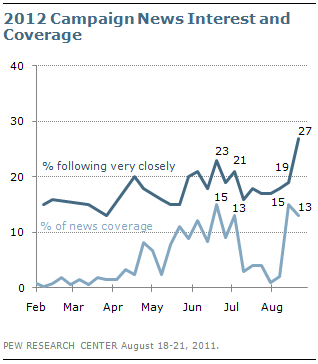 2012 Campaign News Interest and
Coverage
40
30
27
23
21
19
20
% following very closely
15
13
15
13
10
% of news coverage
0
Feb Mar Apr May Jun Jul Aug
PEW RESEARCH CENTER August 18-21, 2011.